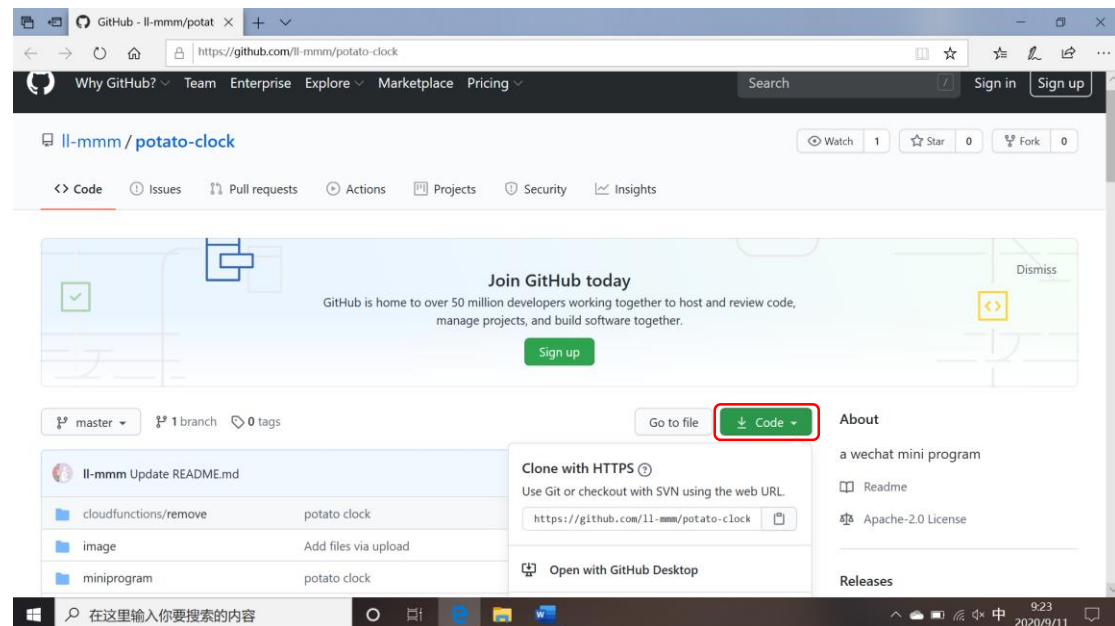 GitHub - ll-mmm/potat
https://github.com/ll-mmm/potato-clock
Why GitHub? Team Enterprise Explore Marketplace Pricing Search / Sign in Sign up
ll-mmm / potato-clock
Watch 1 Star 0 Fork 0
Code Issues Pull requests Actions Projects Security Insights
Join GitHub today
Dismiss
GitHub is home to over 50 million developers working together to host and review code,
manage projects, and build software together.
Sign up
master 1 branch 0 tags Go to file Code
About
a wechat mini program
Readme
Apache-2.0 License
Releases
ll-mmm Update README.md
cloudfunctions/remove potato clock
image Add files via upload
miniprogram potato clock
Clone with HTTPS ?
Use Git or checkout with SVN using the web URL.
https://github.com/ll-mmm/potato-clock
Open with GitHub Desktop
在这里输入你要搜索的内容
中 9:23
2020/9/11